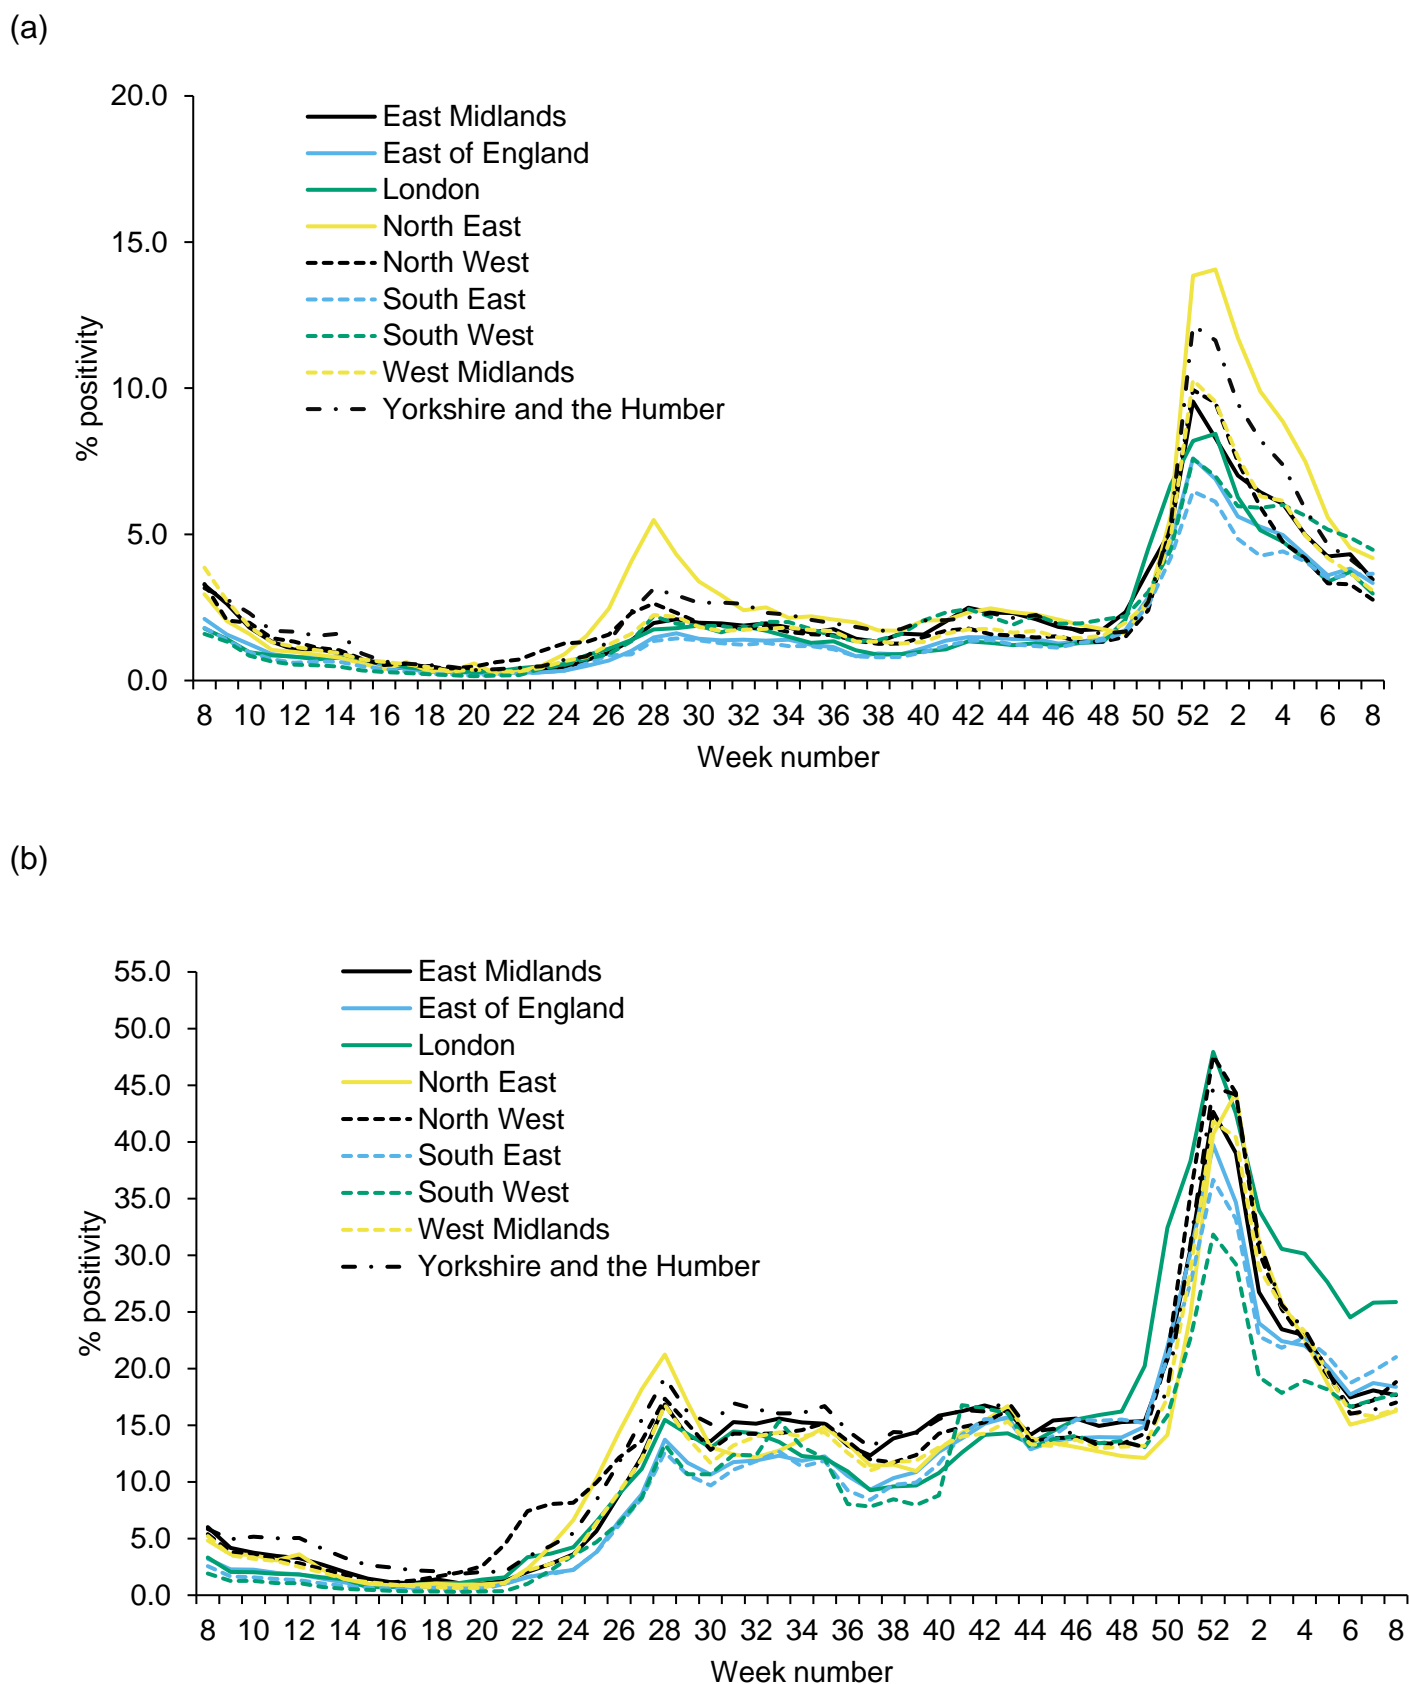 (a)
20.0
15.0
10.0
5.0
0.0
% positivity
East Midlands
East of England
London
North East
North West
South East
South West
West Midlands
Yorkshire and the Humber
8 10 12 14 16 18 20 22 24 26 28 30 32 34 36 38 40 42 44 46 48 50 52 2 4 6 8
Week number
(b)
55.0
50.0
45.0
40.0
35.0
30.0
25.0
20.0
15.0
10.0
5.0
0.0
% positivity
East Midlands
East of England
London
North East
North West
South East
South West
West Midlands
Yorkshire and the Humber
8 10 12 14 16 18 20 22 24 26 28 30 32 34 36 38 40 42 44 46 48 50 52 2 4 6 8
Week number